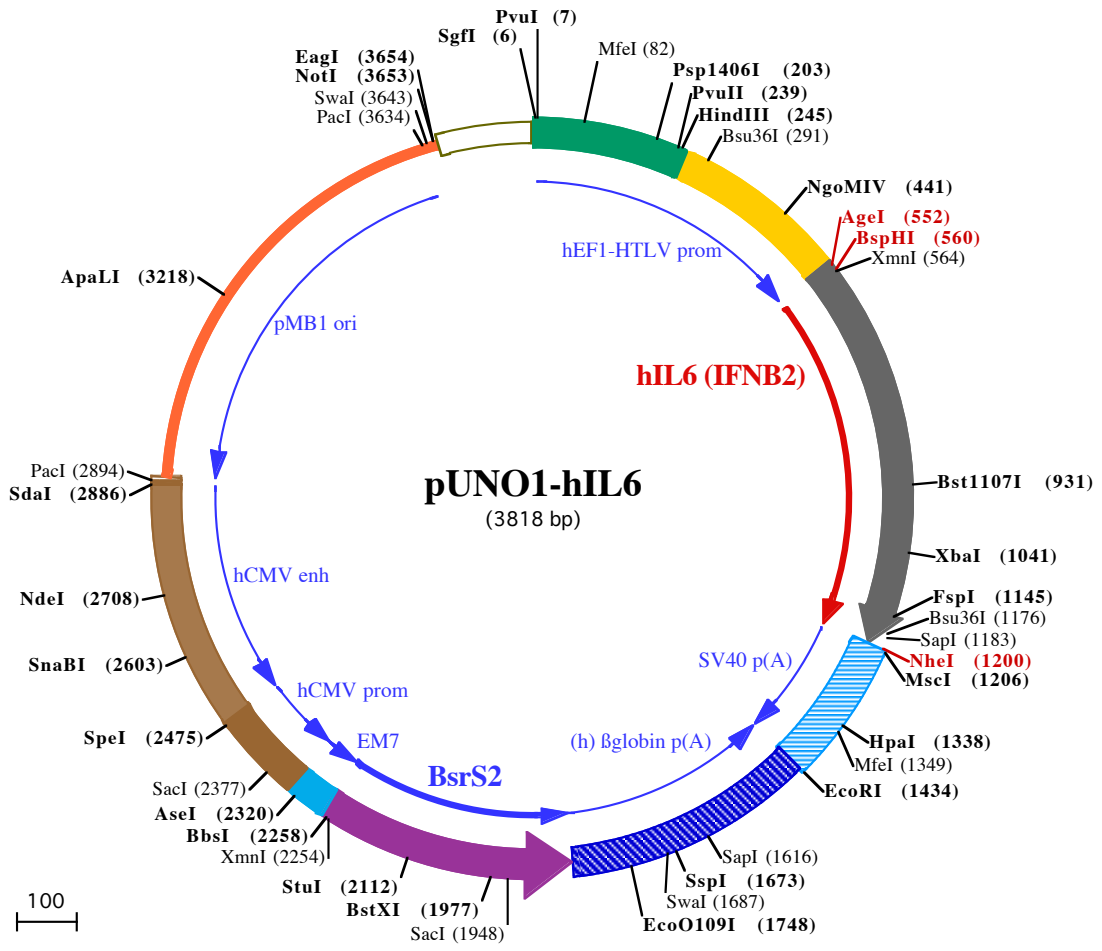 PvuI (7)
SgfI (6)
MfeI (82)
EagI (3654)
NotI (3653)
SwaI (3643)
PacI (3634)
Psp1406I (203)
PvuII (239)
HindIII (245)
Bsu36I (291)
NgoMIV (441)
AgeI (552)
BspHI (560)
XmnI (564)
hEF1-HTLV prom
ApaLI (3218)
pMB1 ori
hIL6 (IFNB2)
PacI (2894)
SdaI (2886)
pUNO1-hIL6
(3818 bp)
Bst1107I (931)
XbaI (1041)
hCMV enh
NdeI (2708)
FspI (1145)
Bsu36I (1176)
SapI (1183)
NheI (1200)
MscI (1206)
SnaBI (2603)
SV40 p(A)
hCMV prom
SpeI (2475)
EM7
(h) ßglobin p(A)
HpaI (1338)
MfeI (1349)
BsrS2
SacI (2377)
EcoRI (1434)
AseI (2320)
BbsI (2258)
XmnI (2254)
SapI (1616)
StuI (2112)
SspI (1673)
SwaI (1687)
BstXI (1977)
EcoO109I (1748)
SacI (1948)
100